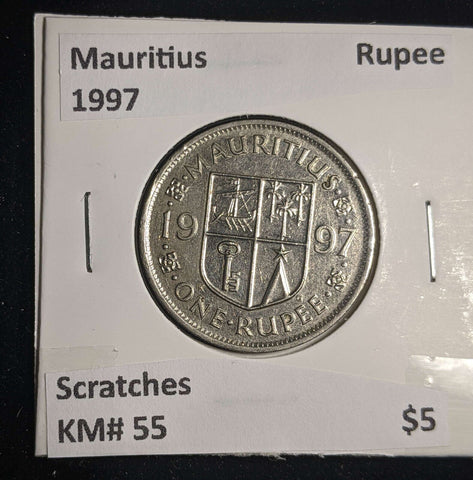 Mauritius Rupee
1997
MAURITIUS
19 97
ONE·RUPEE
Scratches
KM# 55 $5